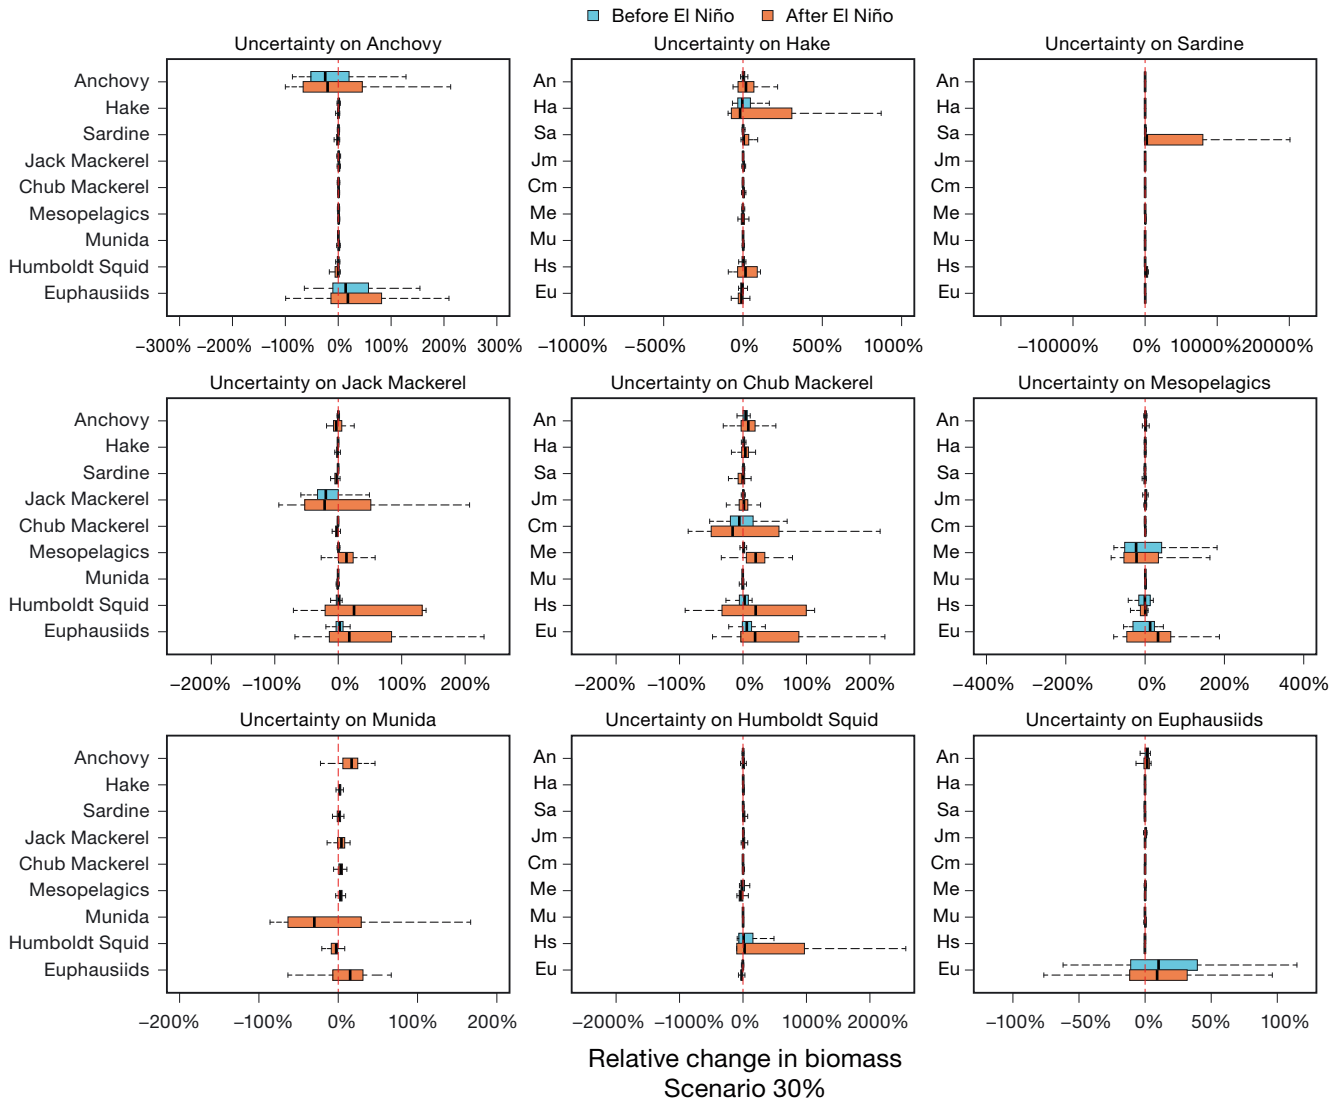 Before El Niño After El Niño
Uncertainty on Anchovy
Anchovy
Hake
Sardine
Jack Mackerel
Chub Mackerel
Mesopelagics
Munida
Humboldt Squid
Euphausiids
−300% −200% −100% 0% 100% 200% 300%
Uncertainty on Hake
An
Ha
Sa
Jm
Cm
Me
Mu
Hs
Eu
−1000% −500% 0% 500% 1000%
Uncertainty on Sardine
An
Ha
Sa
Jm
Cm
Me
Mu
Hs
Eu
−10000% 0% 10000%20000%
Uncertainty on Jack Mackerel
Anchovy
Hake
Sardine
Jack Mackerel
Chub Mackerel
Mesopelagics
Munida
Humboldt Squid
Euphausiids
−200% −100% 0% 100% 200%
Uncertainty on Chub Mackerel
An
Ha
Sa
Jm
Cm
Me
Mu
Hs
Eu
−200% −100% 0% 100% 200%
Uncertainty on Mesopelagics
An
Ha
Sa
Jm
Cm
Me
Mu
Hs
Eu
−400% −200% 0% 200% 400%
Uncertainty on Munida
Anchovy
Hake
Sardine
Jack Mackerel
Chub Mackerel
Mesopelagics
Munida
Humboldt Squid
Euphausiids
−200% −100% 0% 100% 200%
Uncertainty on Humboldt Squid
An
Ha
Sa
Jm
Cm
Me
Mu
Hs
Eu
−2000% −1000% 0% 1000% 2000%
Uncertainty on Euphausiids
An
Ha
Sa
Jm
Cm
Me
Mu
Hs
Eu
−100% −50% 0% 50% 100%
Relative change in biomass
Scenario 30%